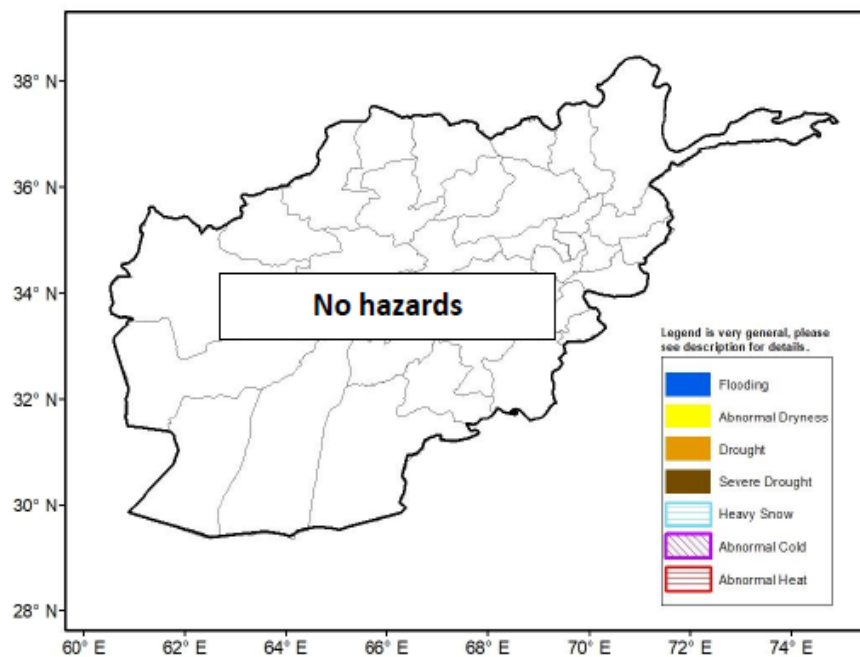 38° N
36° N
34° N
No hazards
Legend is very general, please
see description for details.
32° N
Flooding
Abnormal Dryness
Drought
30° N
Severe Drought
Heavy Snow
Abnormal Cold
Abnormal Heat
28° N
60° E 62° E 64° E 66° E 68° E 70° E 72° E 74° E